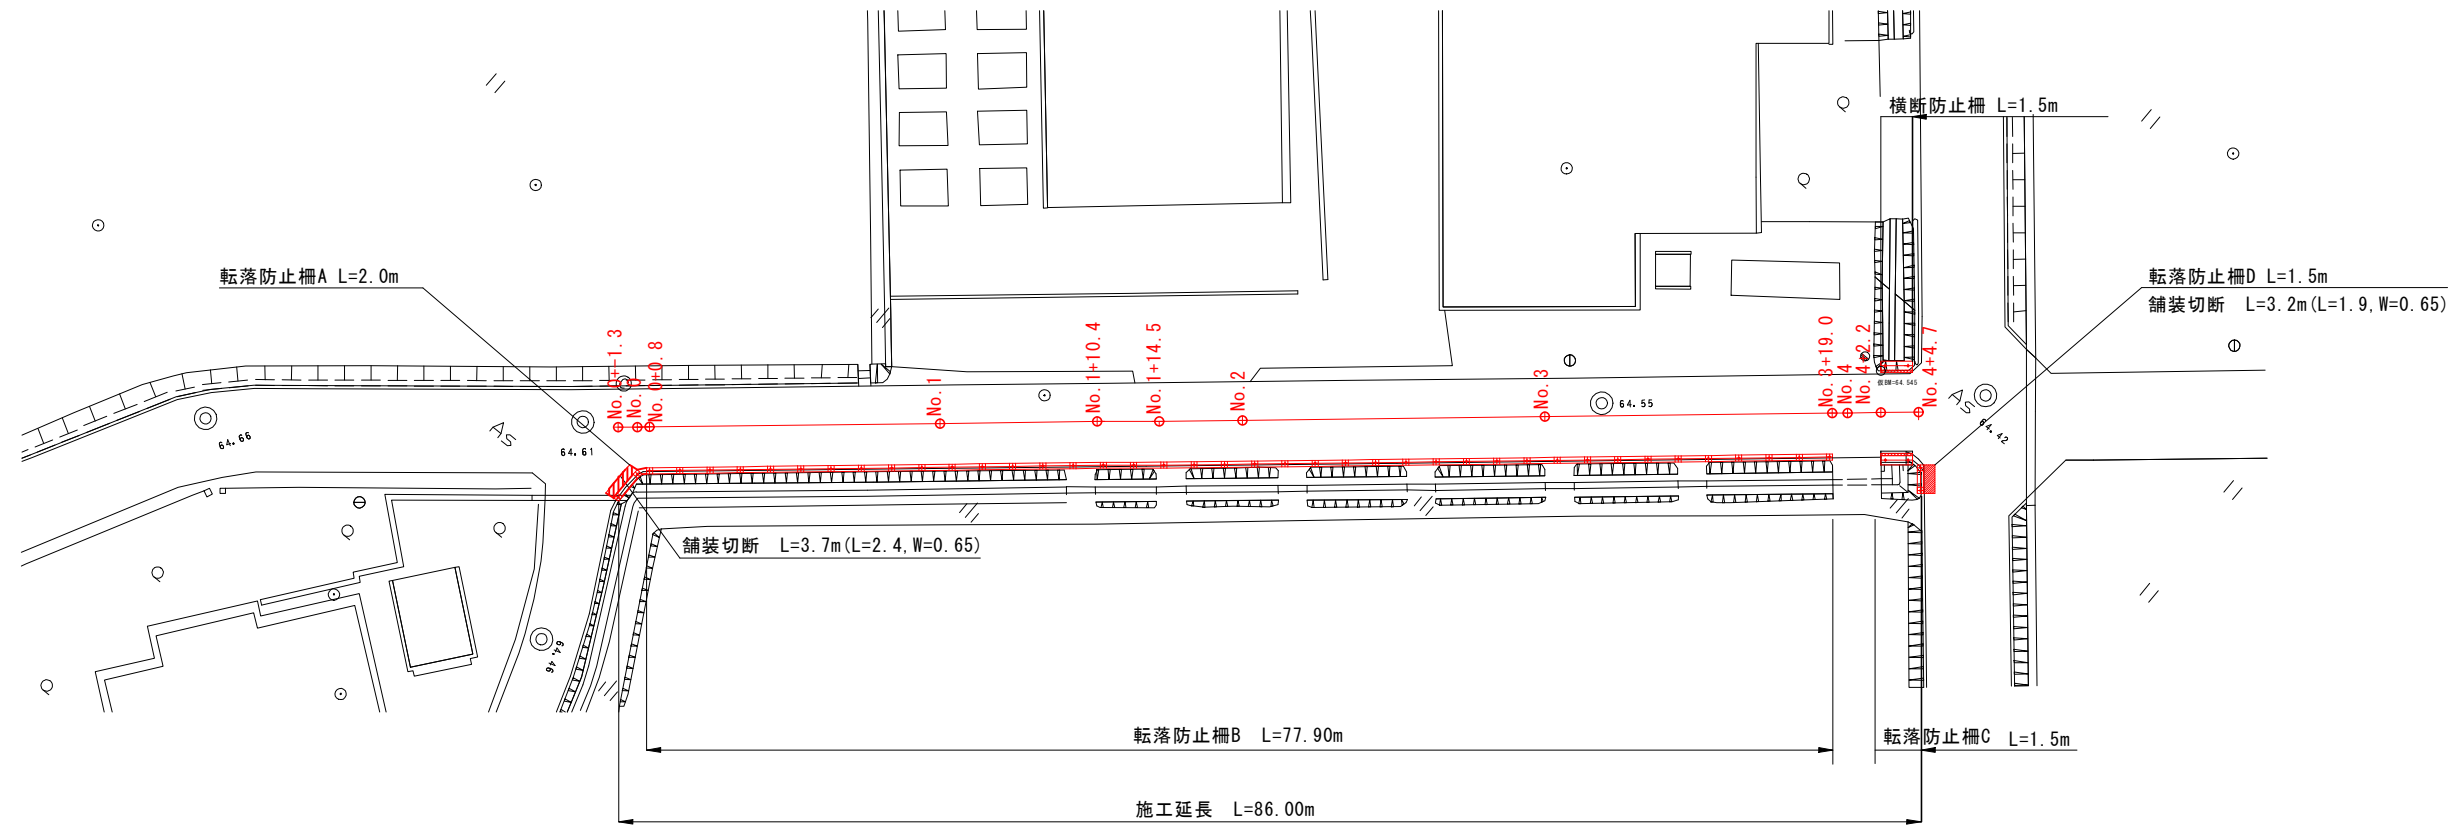 横断防止柵 L=1.5m
転落防止柵A L=2.0m
転落防止柵D L=1.5m
舗装切断 L=3.2m(L=1.9,W=0.65)
No.0+1.3
No.0
No.0+0.8
No.1
No.1+10.4
No.1+14.5
No.2
No.3
No.3+19.0
No.4
No.4+2.2
No.4+4.7
仮BM=64.545
64.55
64.66
As
64.61
As
64.42
舗装切断 L=3.7m(L=2.4,W=0.65)
64.46
転落防止柵B L=77.90m
転落防止柵C L=1.5m
施工延長 L=86.00m